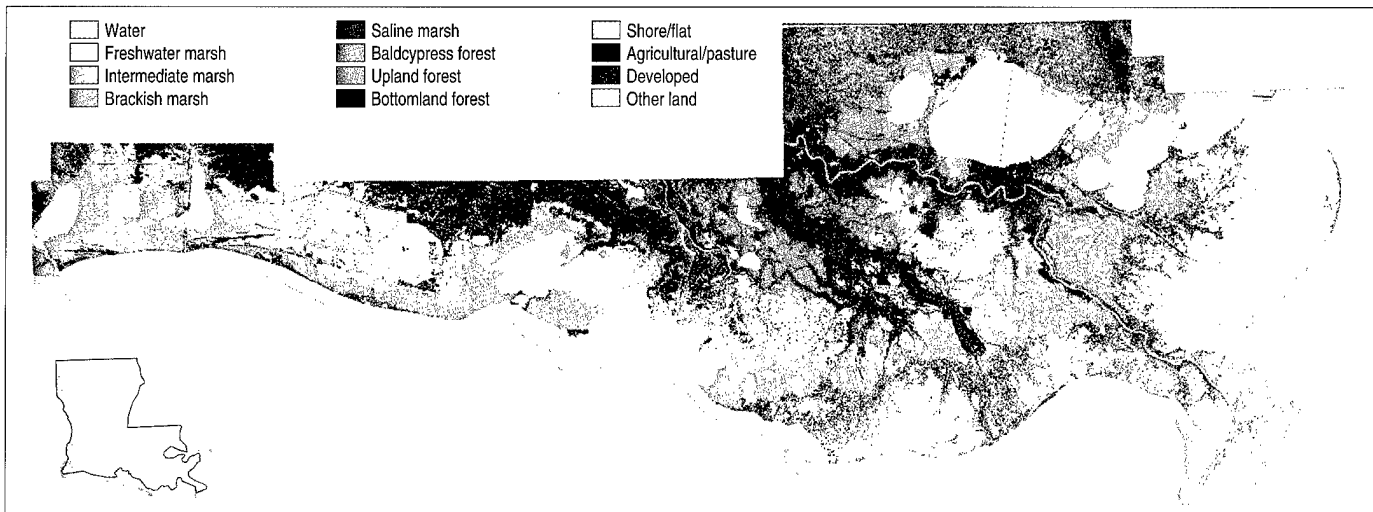 Water
Freshwater marsh
Intermediate marsh
Brackish marsh
Saline marsh
Baldcypress forest
Upland forest
Bottomland forest
Shore/flat
Agricultural/pasture
Developed
Other land